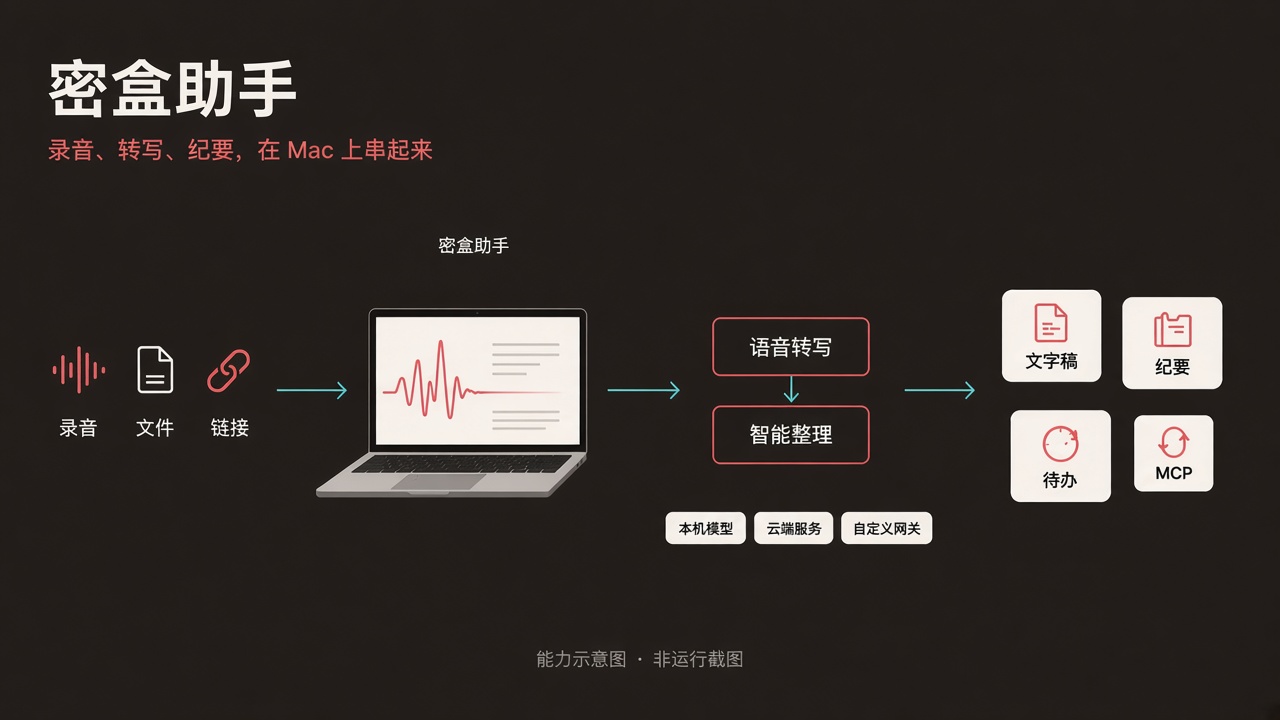 密盒助手
录音、转写、纪要，在 Mac 上串起来
密盒助手
录音
文件
链接
语音转写
智能整理
本机模型
云端服务
自定义网关
文字稿
纪要
待办
MCP
能力示意图 · 非运行截图